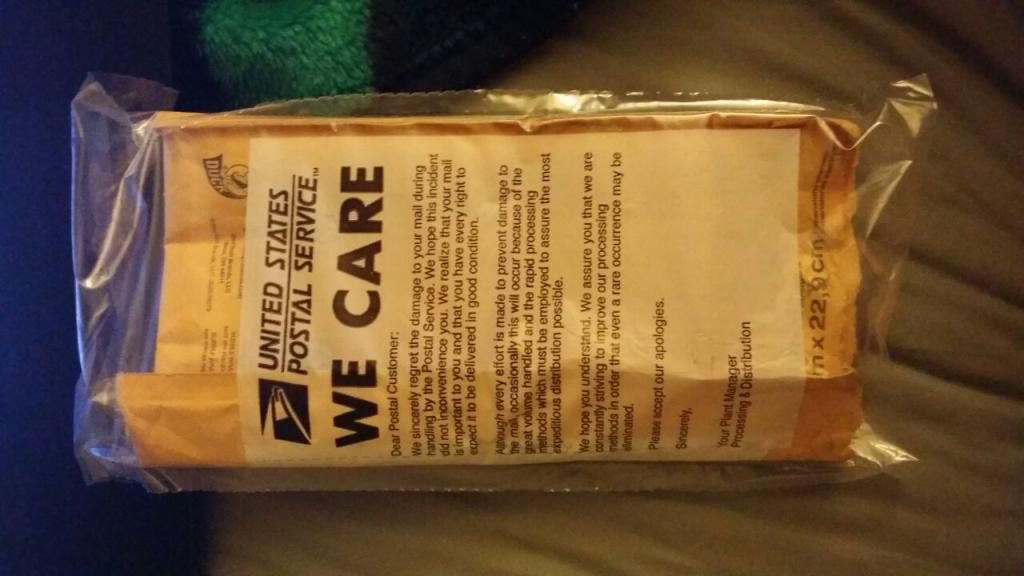 UNITED STATES
POSTAL SERVICE™
WE CARE
Dear Postal Customer:
We sincerely regret the damage to your mail during
handling by the Postal Service. We hope this incident
did not inconvenience you. We realize that your mail
is important to you and that you have every right to
expect it to be delivered in good condition.
Although every effort is made to prevent damage to
the mail, occasionally this will occur because of the
great volume handled and the rapid processing
methods which must be employed to assure the most
expeditious distribution possible.
We hope you understand. We assure you that we are
constantly striving to improve our processing
methods in order that even a rare occurrence may be
eliminated.
Please accept our apologies.
Sincerely,
Your Plant Manager
Processing & Distribution
x 22,9 cm